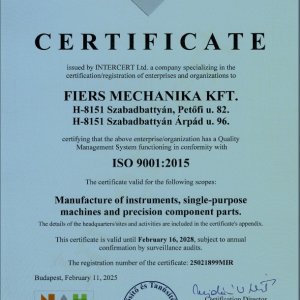 CERTIFICATE
issued by INTERCERT Ltd. a company specializing in the
certification/registration of enterprises and organizations to
FIERS MECHANIKA KFT.
H-8151 Szabadbattyán, Petőfi u. 82.
H-8151 Szabadbattyán Árpád u. 96.
certifying that the above enterprise/organization has a Quality
Management System functioning in conformity with
ISO 9001:2015
The certificate valid for the following scopes:
Manufacture of instruments, single-purpose
machines and precision component parts.
The details of the headquarters/sites and activities are included in the certificate's appendix.
This certificate is valid until February 16, 2028, subject to annual
confirmation by surveillance audits.
The registration number of the certificate: 25021899MIR
Budapest, February 11, 2025
Certification Director